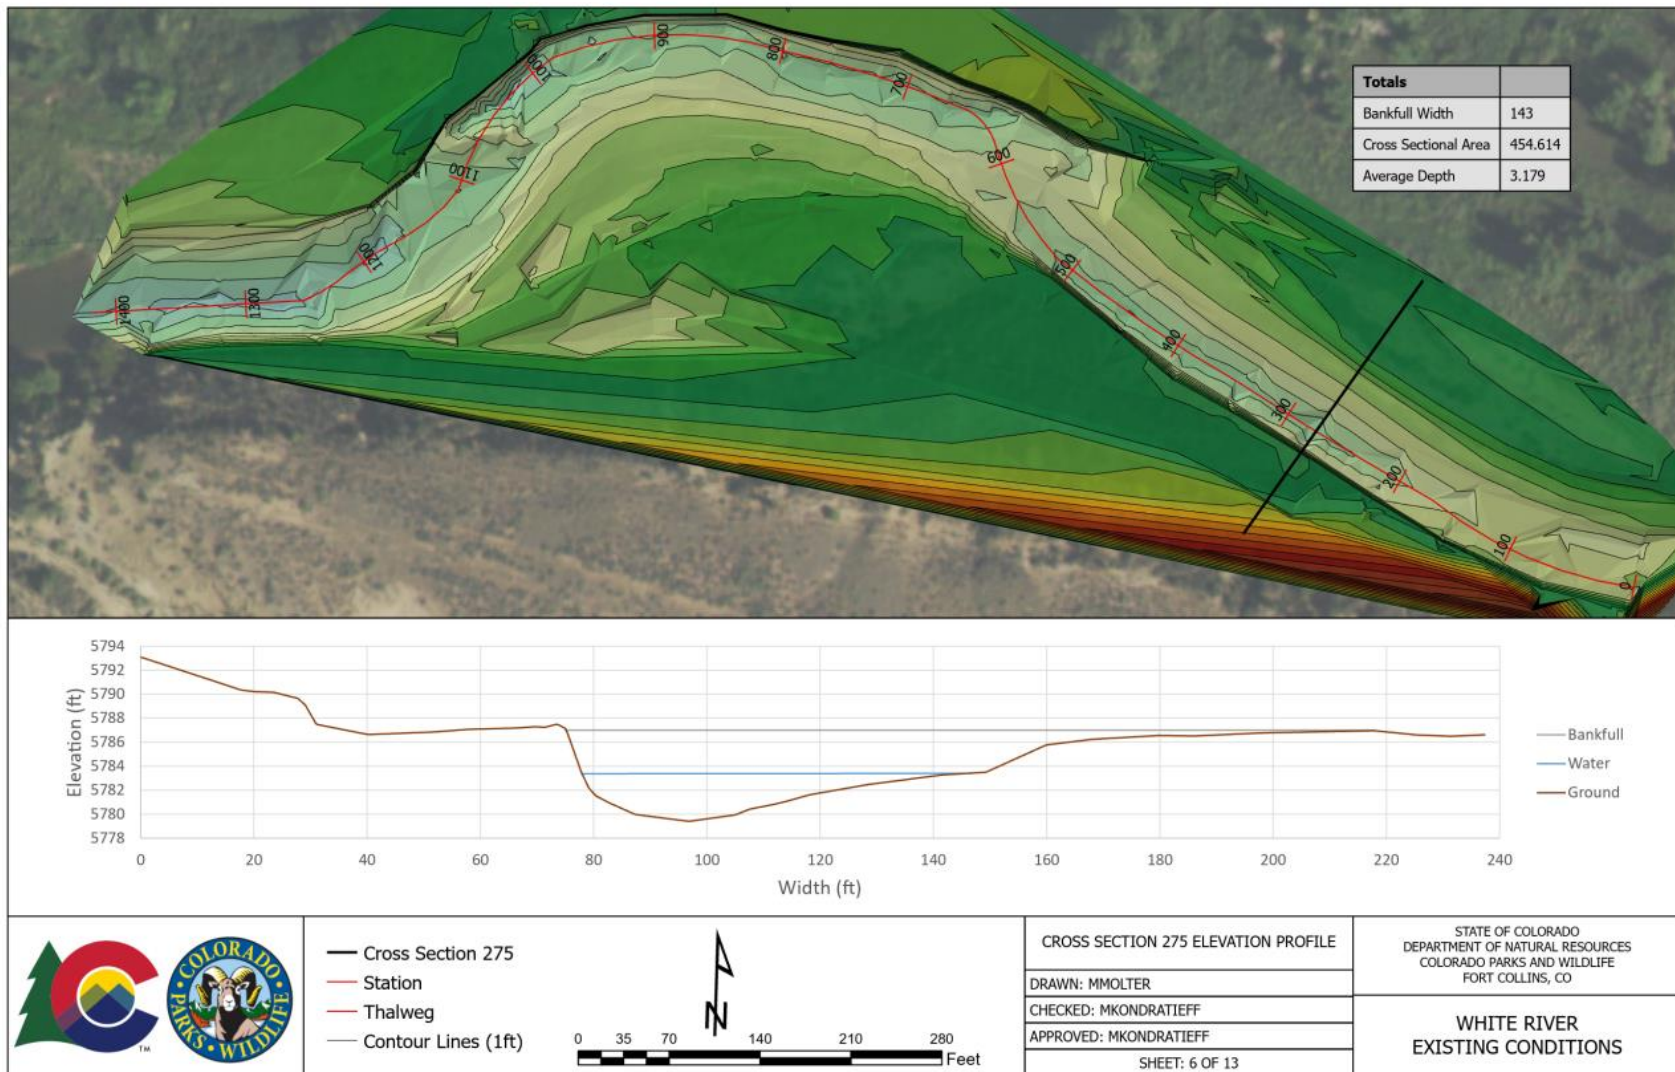 900
800
1000
700
1100
600
1200
500
1400
1300
400
300
200
100
0
Totals
Bankfull Width 143
Cross Sectional Area 454.614
Average Depth 3.179
5794
5792
5790
5788
5786
5784
5782
5780
5778
Elevation (ft)
0 20 40 60 80 100 120 140 160 180 200 220 240
Width (ft)
Bankfull
Water
Ground
COLORADO
PARKS • WILDLIFE
TM
Cross Section 275
Station
Thalweg
Contour Lines (1ft)
N
0 35 70 140 210 280
Feet
CROSS SECTION 275 ELEVATION PROFILE
DRAWN: MMOLTER
CHECKED: MKONDRATIEFF
APPROVED: MKONDRATIEFF
SHEET: 6 OF 13
STATE OF COLORADO
DEPARTMENT OF NATURAL RESOURCES
COLORADO PARKS AND WILDLIFE
FORT COLLINS, CO
WHITE RIVER
EXISTING CONDITIONS